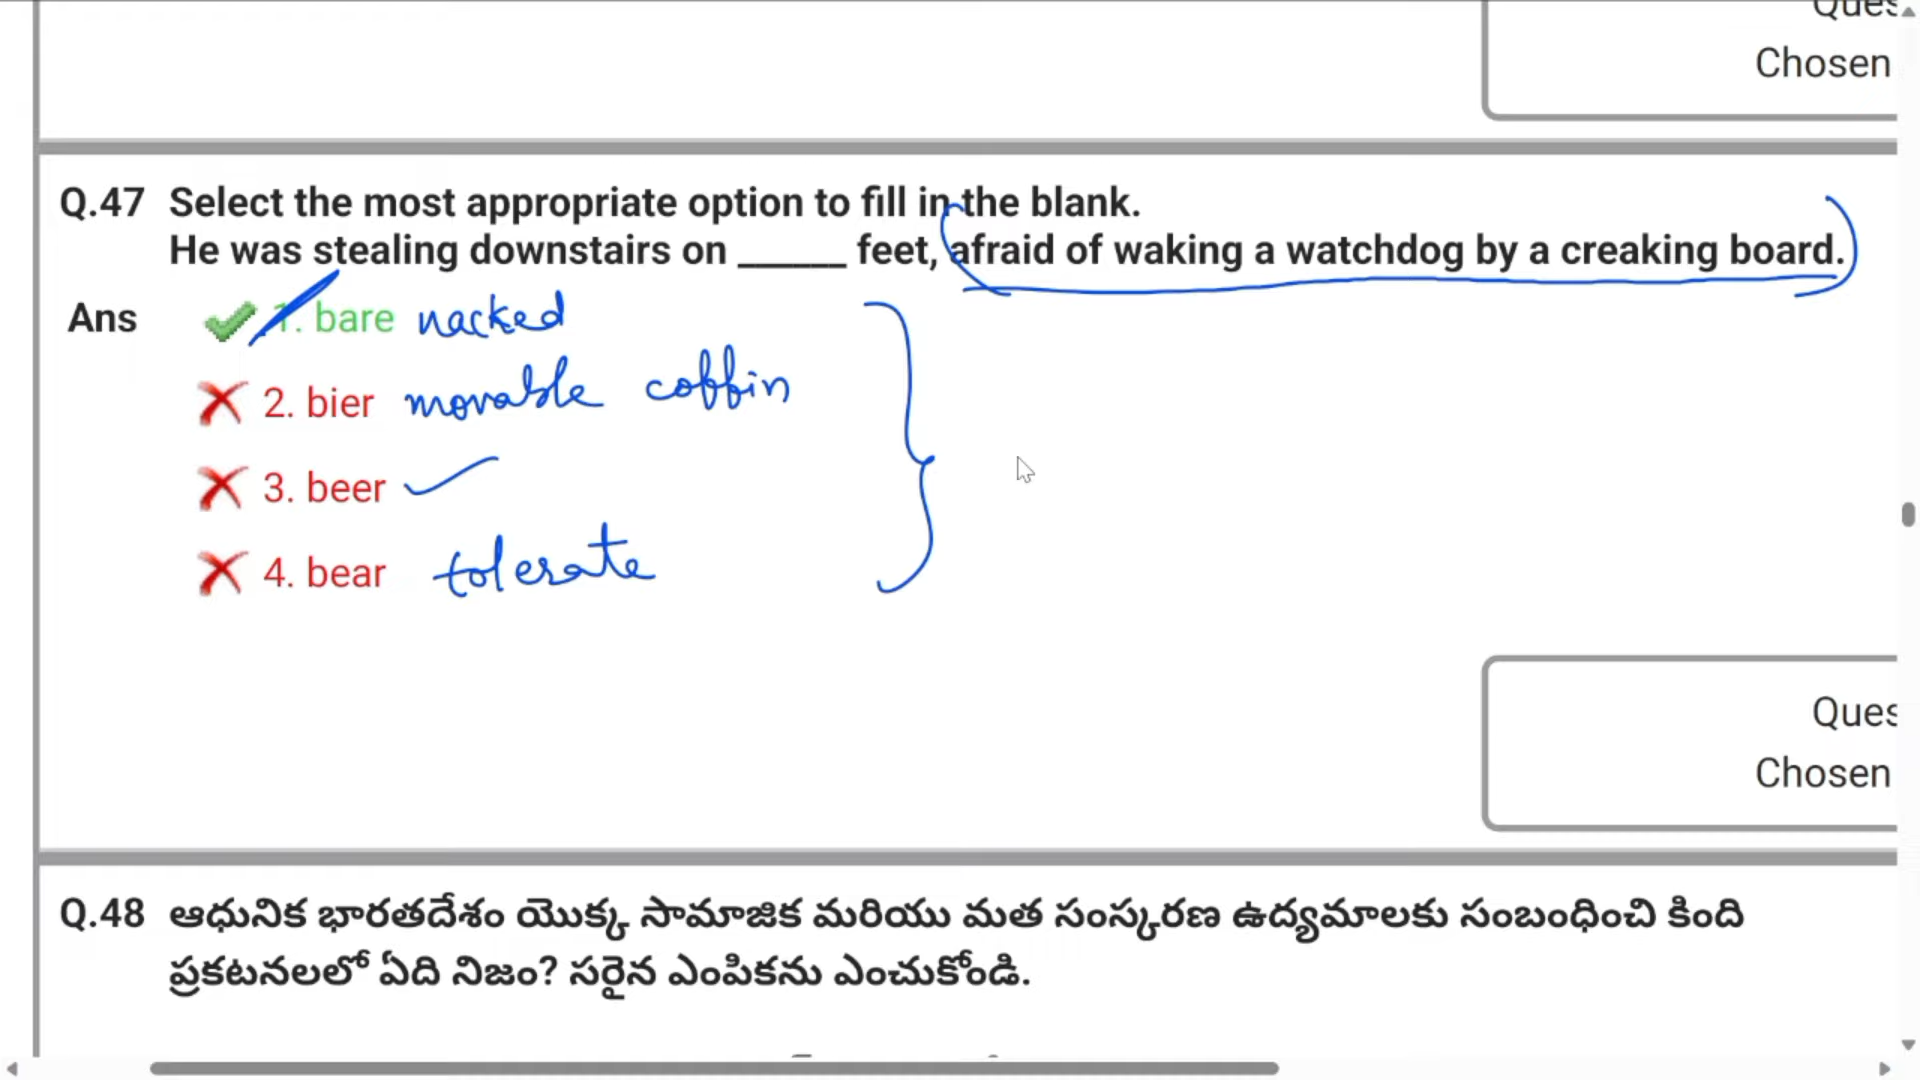 Ques
Chosen
Q.47 Select the most appropriate option to fill in the blank.
He was stealing downstairs on ______ feet, afraid of waking a watchdog by a creaking board.
Ans 1. bare nacked
2. bier movable coffin
3. beer
4. bear tolerate
Ques
Chosen
Q.48 ఆధునిక భారతదేశం యొక్క సామాజిక మరియు మత సంస్కరణ ఉద్యమాలకు సంబంధించి కింది
ప్రకటనలలో ఏది నిజం? సరైన ఎంపికను ఎంచుకోండి.